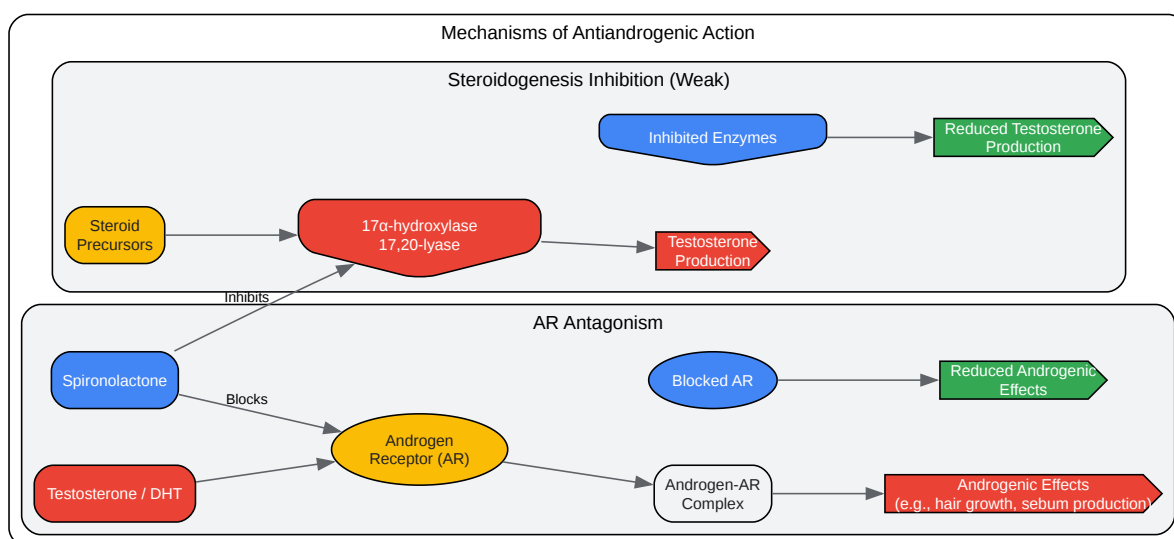 Mechanisms of Antiandrogenic Action
Steroidogenesis Inhibition (Weak)
Inhibited Enzymes
Reduced Testosterone
Production
Steroid
Precursors
17α-hydroxylase
17,20-lyase
Testosterone
Production
Inhibits
AR Antagonism
Spironolactone
Blocks
Blocked AR
Reduced Androgenic
Effects
Androgen
Receptor (AR)
Testosterone / DHT
Androgen-AR
Complex
Androgenic Effects
(e.g., hair growth, sebum production)